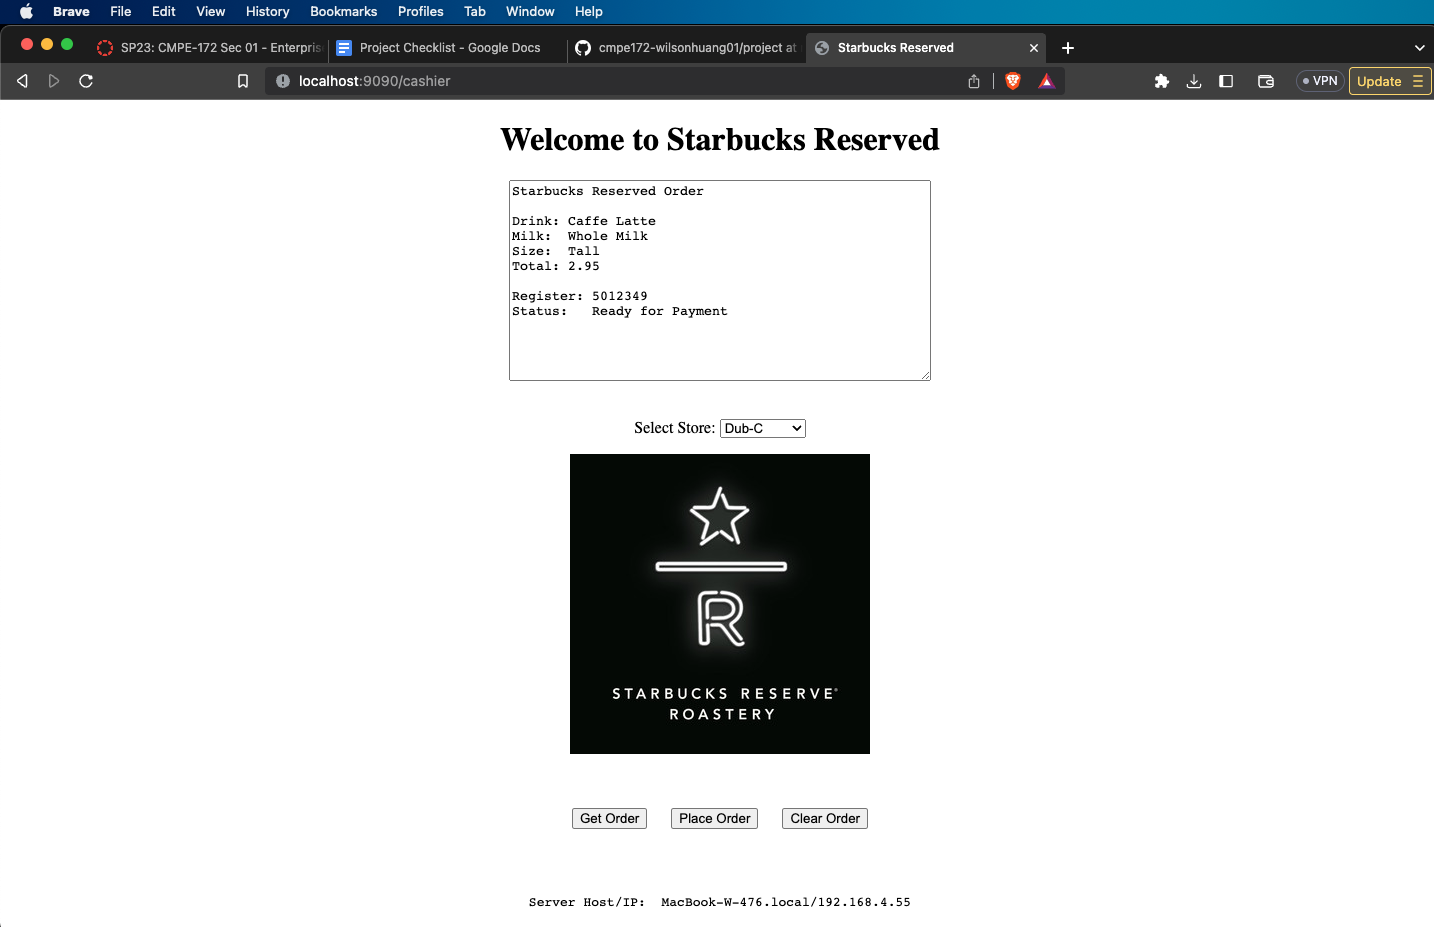 Brave File Edit View History Bookmarks Profiles Tab Window Help
SP23: CMPE-172 Sec 01 - Enterpris
Project Checklist - Google Docs
cmpe172-wilsonhuang01/project at
Starbucks Reserved
localhost:9090/cashier
VPN
Update
Welcome to Starbucks Reserved
Starbucks Reserved Order
Drink: Caffe Latte
Milk: Whole Milk
Size: Tall
Total: 2.95
Register: 5012349
Status: Ready for Payment
Select Store: Dub-C
R
STARBUCKS RESERVE®
ROASTERY
Get Order Place Order Clear Order
Server Host/IP: MacBook-W-476.local/192.168.4.55